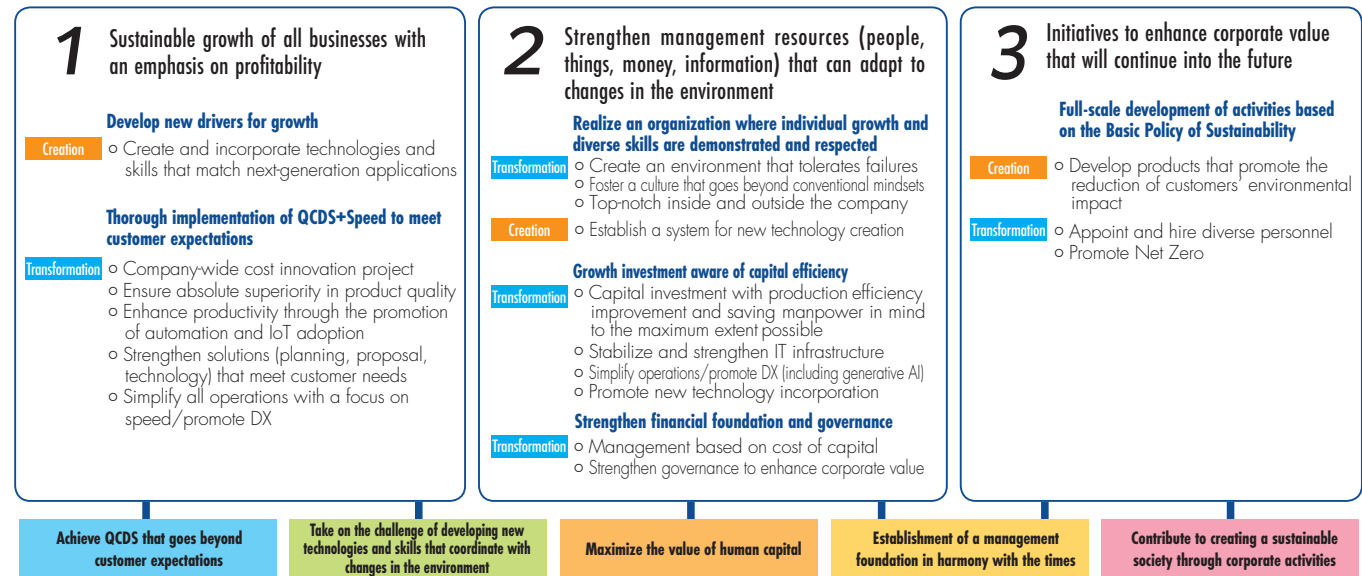 1
Sustainable growth of all businesses with
an emphasis on profitability
Develop new drivers for growth
Creation
○ Create and incorporate technologies and
skills that match next-generation applications
Thorough implementation of QCDS+Speed to meet
customer expectations
Transformation
○ Company-wide cost innovation project
○ Ensure absolute superiority in product quality
○ Enhance productivity through the promotion
of automation and IoT adoption
○ Strengthen solutions (planning, proposal,
technology) that meet customer needs
○ Simplify all operations with a focus on
speed/promote DX
2
Strengthen management resources (people,
things, money, information) that can adapt to
changes in the environment
Realize an organization where individual growth and
diverse skills are demonstrated and respected
Transformation
○ Create an environment that tolerates failures
○ Foster a culture that goes beyond conventional mindsets
○ Top-notch inside and outside the company
Creation
○ Establish a system for new technology creation
Growth investment aware of capital efficiency
Transformation
○ Capital investment with production efficiency
improvement and saving manpower in mind
to the maximum extent possible
○ Stabilize and strengthen IT infrastructure
○ Simplify operations/promote DX (including generative AI)
○ Promote new technology incorporation
Strengthen financial foundation and governance
Transformation
○ Management based on cost of capital
○ Strengthen governance to enhance corporate value
3
Initiatives to enhance corporate value
that will continue into the future
Full-scale development of activities based
on the Basic Policy of Sustainability
Creation
○ Develop products that promote the
reduction of customers' environmental
impact
Transformation
○ Appoint and hire diverse personnel
○ Promote Net Zero
Achieve QCDS that goes beyond
customer expectations
Take on the challenge of developing new
technologies and skills that coordinate with
changes in the environment
Maximize the value of human capital
Establishment of a management
foundation in harmony with the times
Contribute to creating a sustainable
society through corporate activities